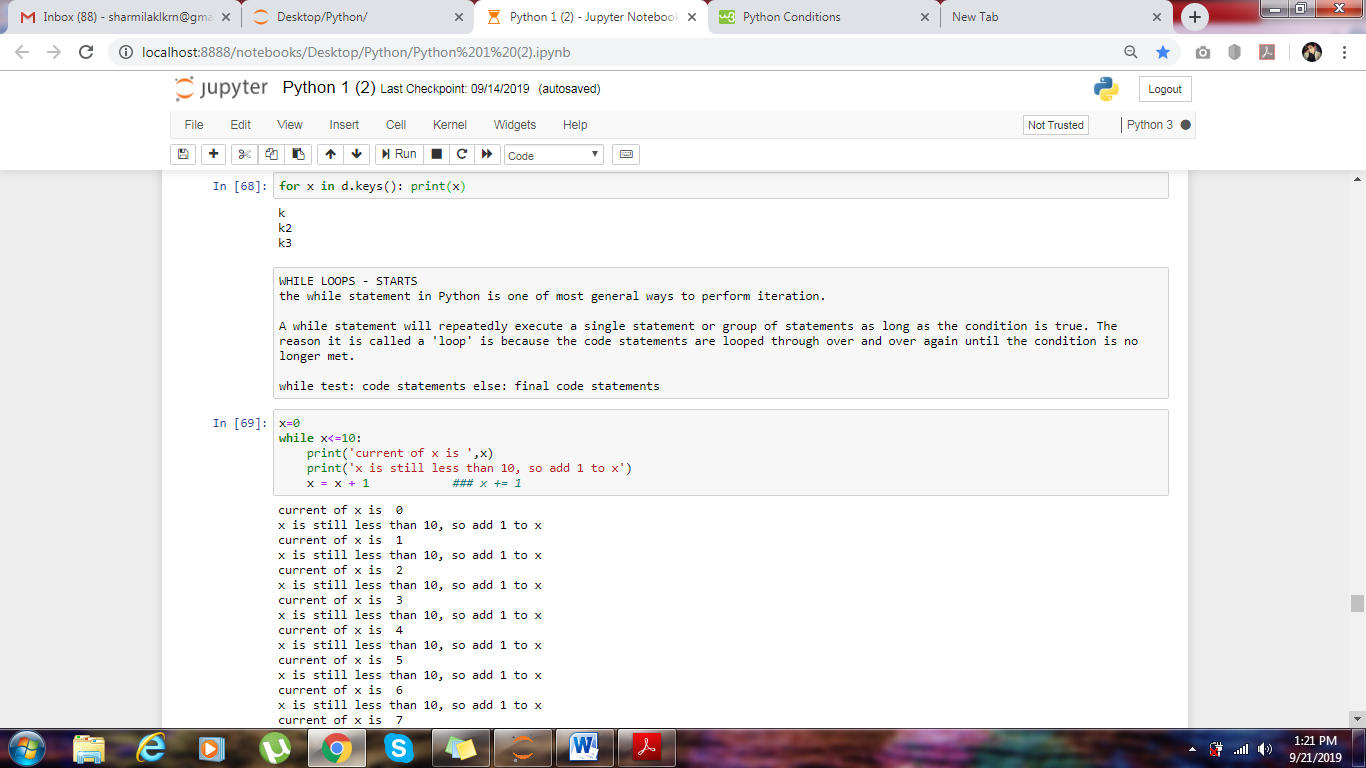 Inbox (88) - sharmilaklkrn@gma
Desktop/Python/
Python 1 (2) - Jupyter Notebook
Python Conditions
New Tab
localhost:8888/notebooks/Desktop/Python/Python%201%20(2).ipynb
jupyter Python 1 (2) Last Checkpoint: 09/14/2019 (autosaved)
Logout
File Edit View Insert Cell Kernel Widgets Help
Not Trusted
Python 3
Run
Code
In [68]: for x in d.keys(): print(x)
k
k2
k3
WHILE LOOPS - STARTS
the while statement in Python is one of most general ways to perform iteration.
A while statement will repeatedly execute a single statement or group of statements as long as the condition is true. The
reason it is called a 'loop' is because the code statements are looped through over and over again until the condition is no
longer met.
while test: code statements else: final code statements
In [69]: x=0
while x<=10:
    print('current of x is ',x)
    print('x is still less than 10, so add 1 to x')
    x = x + 1            ### x += 1
current of x is  0
x is still less than 10, so add 1 to x
current of x is  1
x is still less than 10, so add 1 to x
current of x is  2
x is still less than 10, so add 1 to x
current of x is  3
x is still less than 10, so add 1 to x
current of x is  4
x is still less than 10, so add 1 to x
current of x is  5
x is still less than 10, so add 1 to x
current of x is  6
x is still less than 10, so add 1 to x
current of x is  7
1:21 PM
9/21/2019